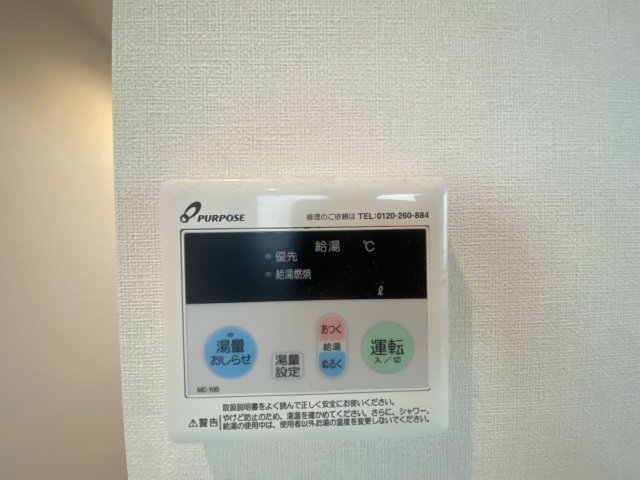 PURPOSE
修理のご依頼は TEL:0120-260-884
給湯 ℃
優先
給湯燃焼
ℓ
湯量
おしらせ
湯量
設定
あつく
給湯
ぬるく
運転
入／切
MC-100
取扱説明書をよく読んで正しく安全にお使いください。
⚠警告 やけど防止のため、湯温を確かめてください。さらに、シャワー、
給湯の使用中は、使用者以外お湯の温度を変更しないでください。